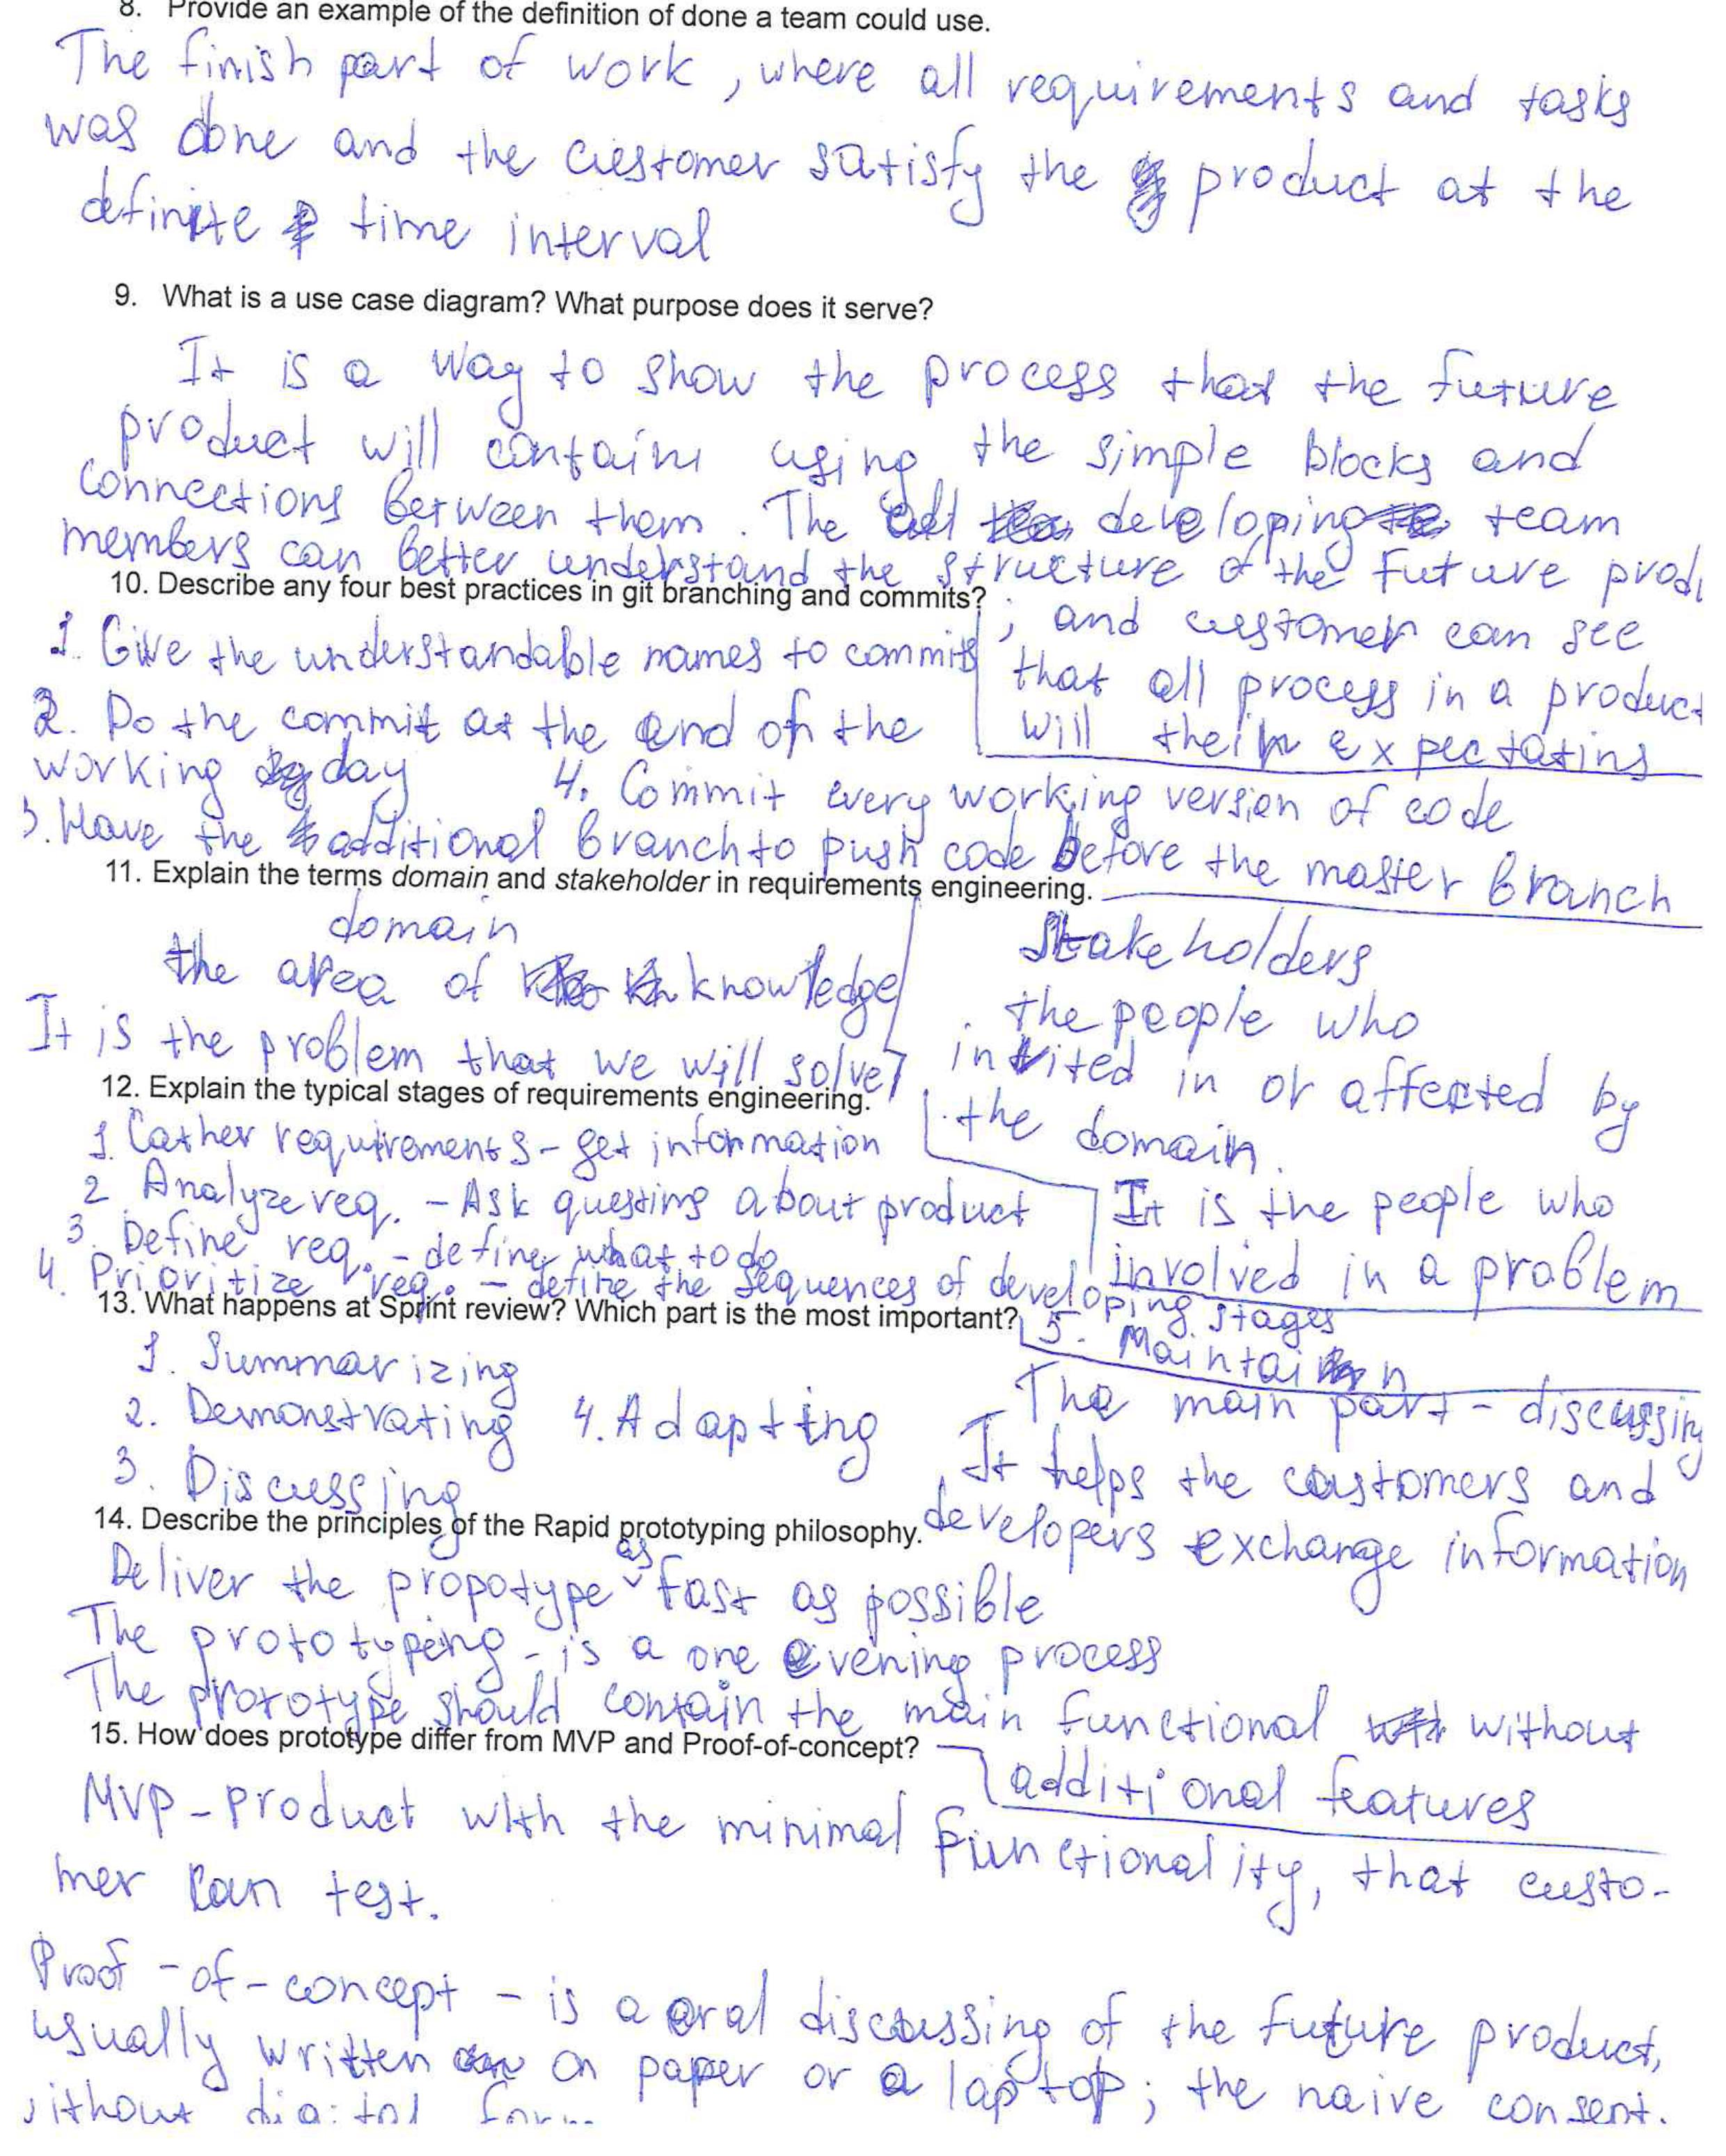 8. Provide an example of the definition of done a team could use.
The finish part of work, where all requirements and tasks
was done and the customer satisfy the product at the
definite time interval
9. What is a use case diagram? What purpose does it serve?
It is a way to show the process that the future
product will contain using the simple blocks and
connections between them. The developing team
members can better understand the structure of the future produ
; and customer can see
that all process in a product
will their expectatins
10. Describe any four best practices in git branching and commits?
1. Give the understandable names to commits
2. Do the commit at the end of the
working day
3. Have the additional branch to push code before the master branch
4. Commit every working version of code
11. Explain the terms domain and stakeholder in requirements engineering.
domain
the area of knowledge
It is the problem that we will solve
Stakeholders
the people who
invited in or affected by
the domain.
It is the people who
involved in a problem
12. Explain the typical stages of requirements engineering.
1. Gather requirements - get information
2 Analyze req. - Ask questing about product
3. Define req. - define what to do
4. Prioritize req. - define the sequences of developing stages
5. Maintain
13. What happens at Sprint review? Which part is the most important?
1. Summarizing
2. Demonstrating
3. Discussing
4. Adapting
The main part - discussing
It helps the customers and
developers exchange information
14. Describe the principles of the Rapid prototyping philosophy.
Deliver the propotype as fast as possible
The prototyping - is a one evening process
The prototype should contain the main functional without
additional features
15. How does prototype differ from MVP and Proof-of-concept?
MVP - product with the minimal functionality, that custo-
mer can test.
Proof-of-concept - is a oral discussing of the future product,
usually written on paper or a laptop; the naive consent.
without digital form